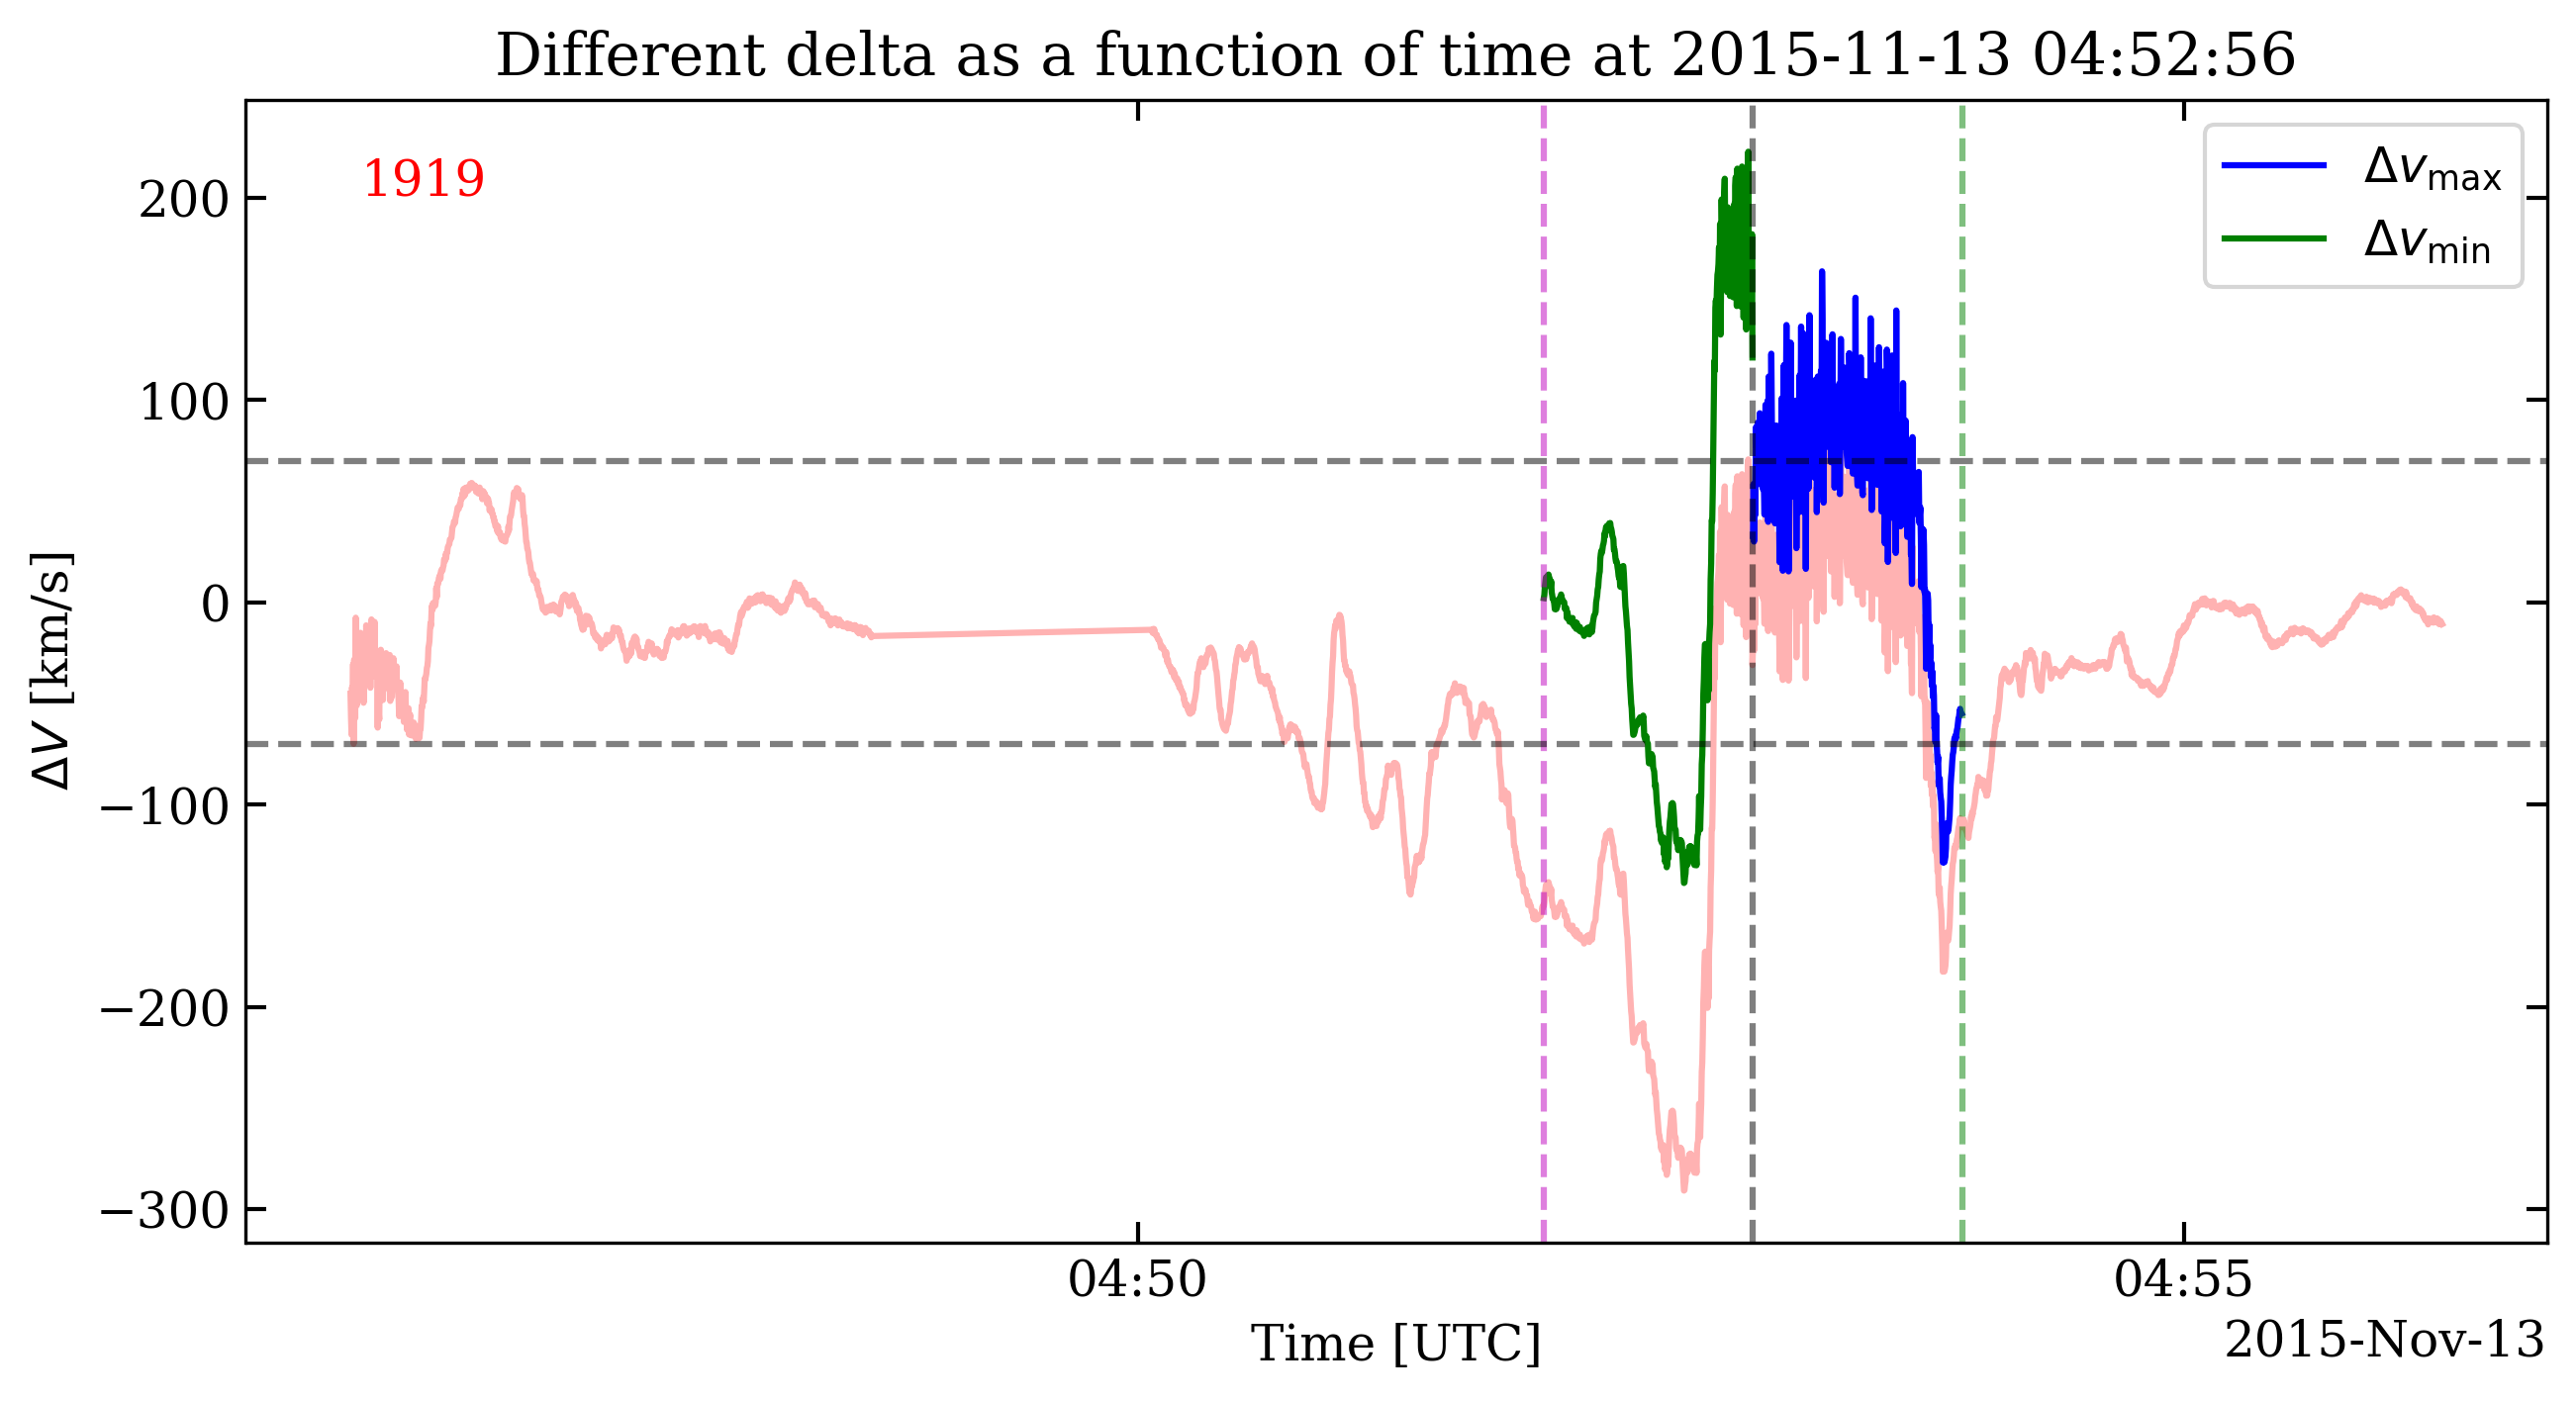 Different delta as a function of time at 2015-11-13 04:52:56
1919
Δv_max
Δv_min
200
100
0
−100
−200
−300
ΔV [km/s]
04:50
04:55
Time [UTC]
2015-Nov-13